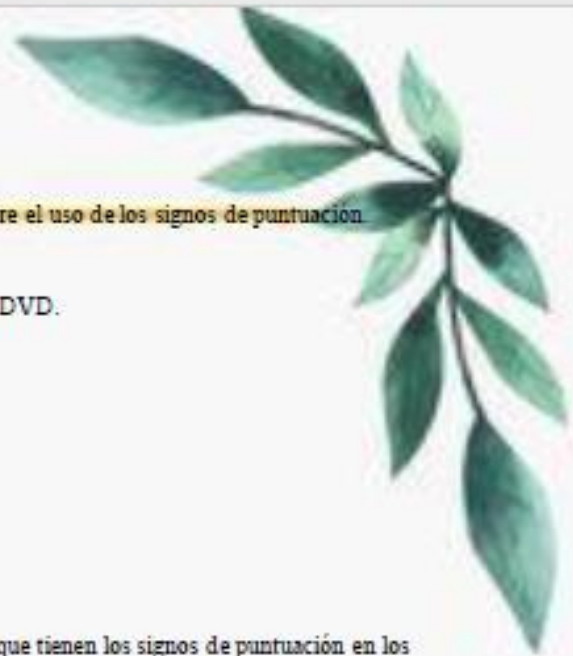 re el uso de los signos de puntuación.
DVD.
que tienen los signos de puntuación en los